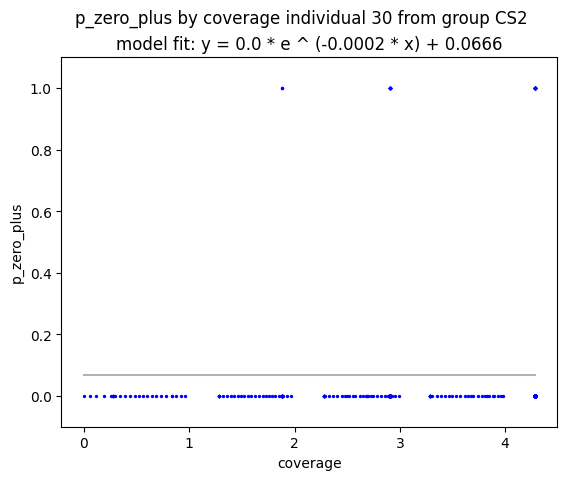 p_zero_plus by coverage individual 30 from group CS2
model fit: y = 0.0 * e ^ (-0.0002 * x) + 0.0666
1.0
0.8
0.6
0.4
0.2
0.0
p_zero_plus
0 1 2 3 4
coverage